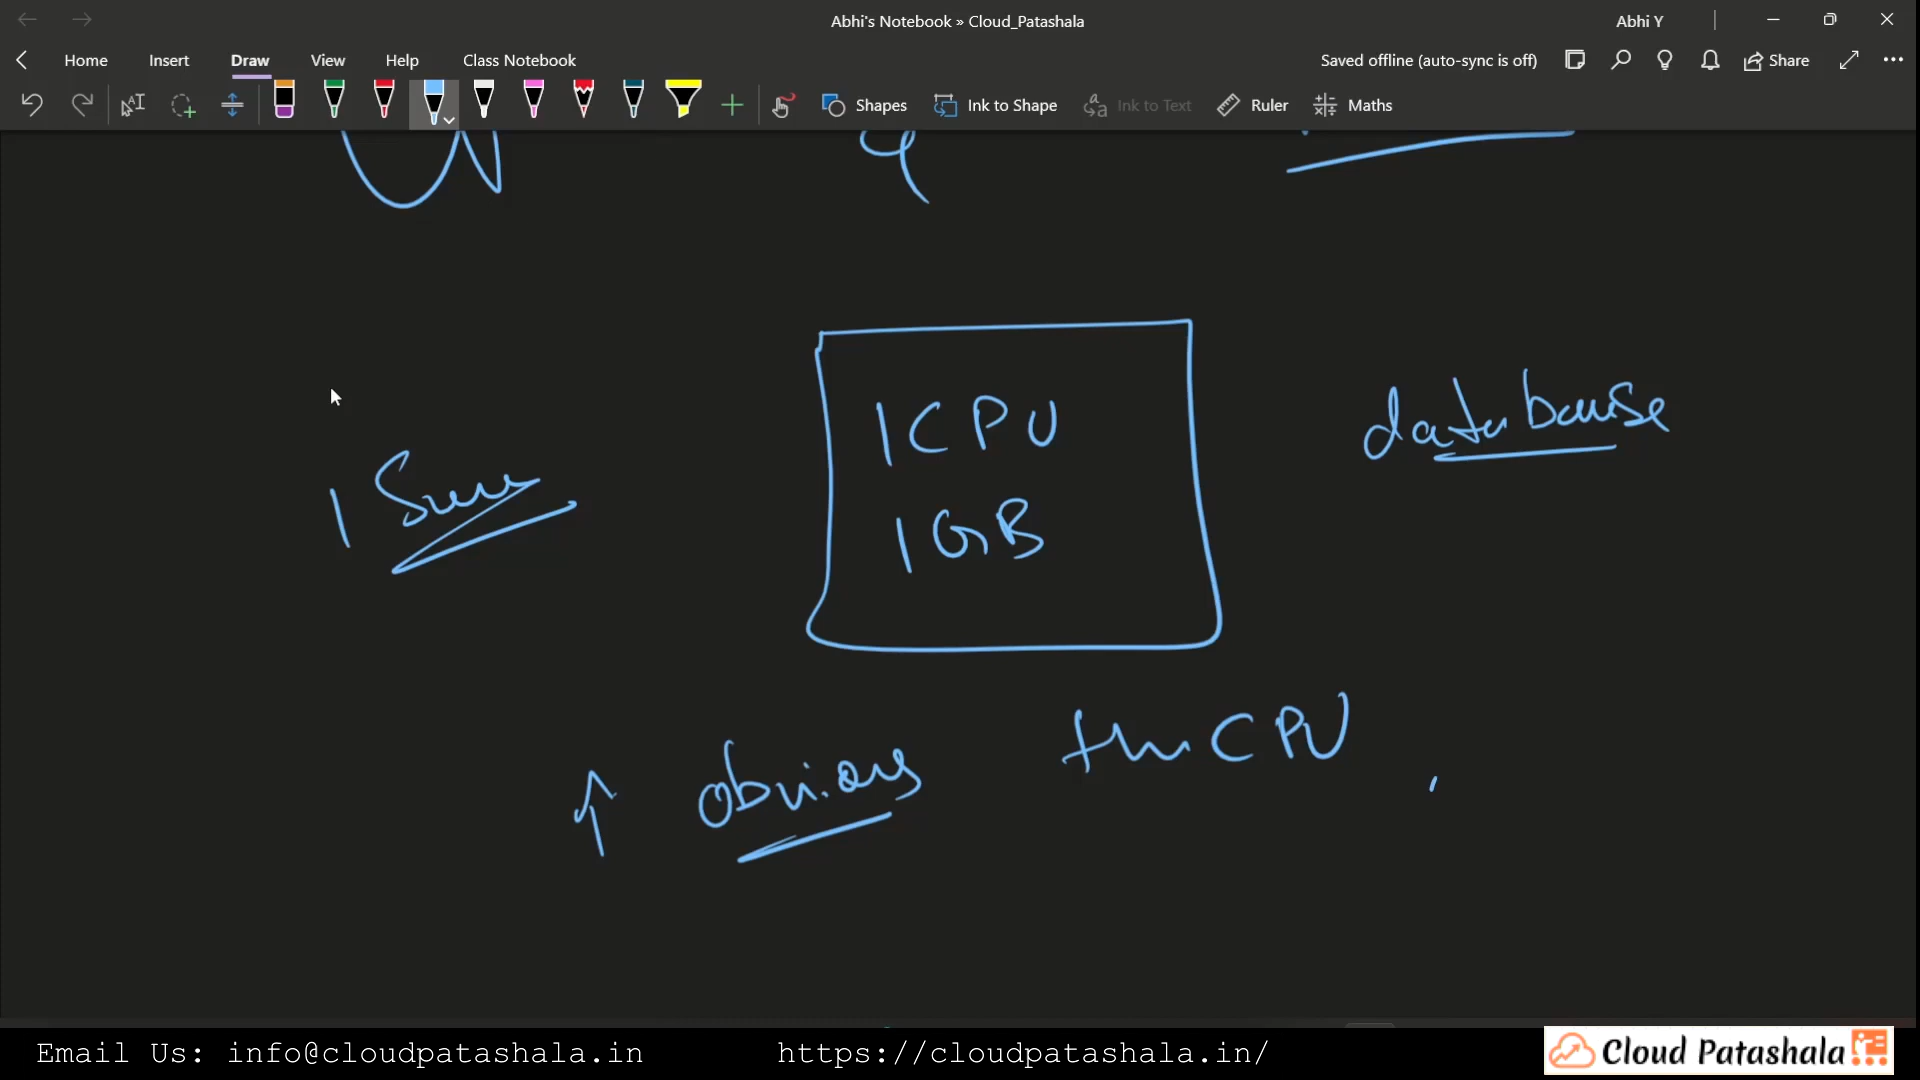 Abhi's Notebook » Cloud_Patashala
Abhi Y
Home Insert Draw View Help Class Notebook
Saved offline (auto-sync is off) Share
Shapes Ink to Shape Ink to Text Ruler Maths
1 CPU
database
1
1 GB
the CPU
↑ obvious
Email Us: info@cloudpatashala.in https://cloudpatashala.in/
Cloud Patashala